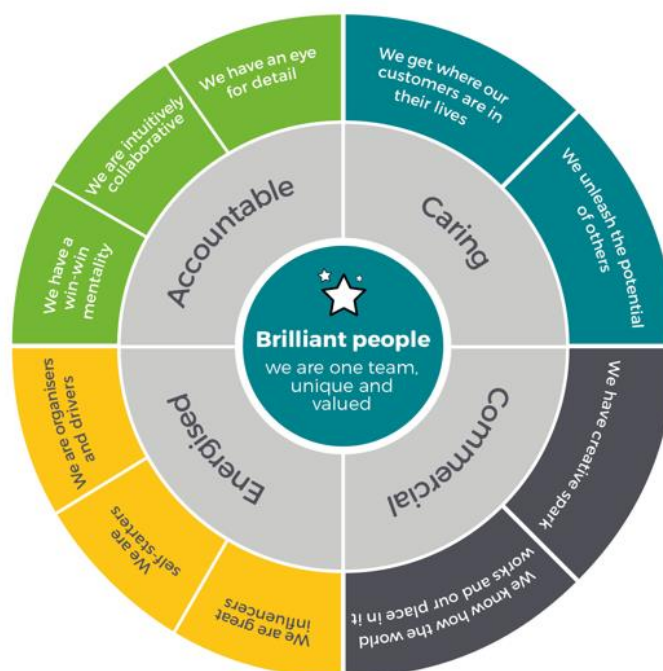 We have an eye
for detail
We get where our
customers are in
their lives
We are intuitively
collaborative
We unleash the potential
of others
We have a
win-win
mentality
Accountable
Caring
Brilliant people
we are one team,
unique and
valued
Energised
Commercial
We are organisers
and drivers
We have creative spark
We are
self-starters
We are great
influencers
We know the how the world
works and our place in it